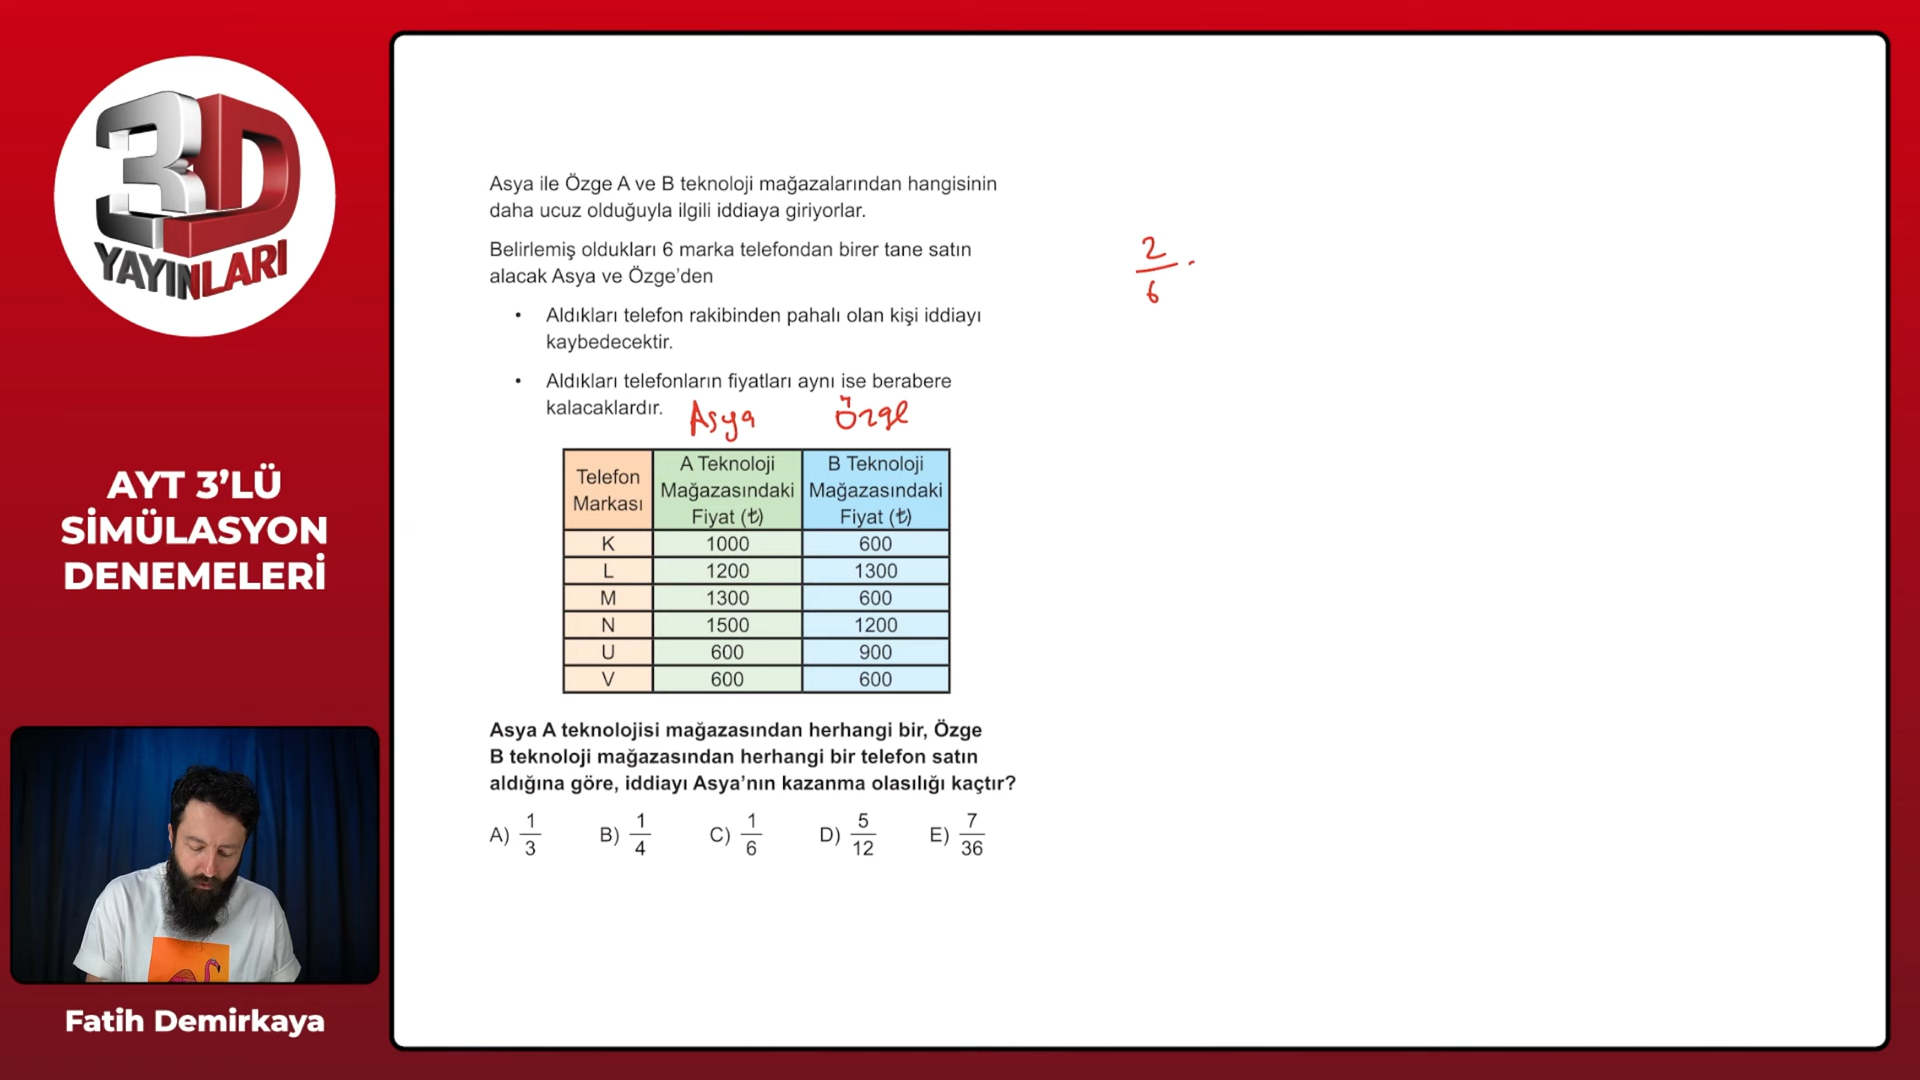 3D
YAYINLARI
AYT 3’LÜ
SİMÜLASYON
DENEMELERİ
Fatih Demirkaya
Asya ile Özge A ve B teknoloji mağazalarından hangisinin
daha ucuz olduğuyla ilgili iddiaya giriyorlar.
Belirlemiş oldukları 6 marka telefondan birer tane satın
alacak Asya ve Özge’den
• Aldıkları telefon rakibinden pahalı olan kişi iddiayı
kaybedecektir.
• Aldıkları telefonların fiyatları aynı ise berabere
kalacaklardır.
Asya Özge
Telefon Markası | A Teknoloji Mağazasındaki Fiyat (₺) | B Teknoloji Mağazasındaki Fiyat (₺)
K 1000 600
L 1200 1300
M 1300 600
N 1500 1200
U 600 900
V 600 600
Asya A teknolojisi mağazasından herhangi bir, Özge
B teknoloji mağazasından herhangi bir telefon satın
aldığına göre, iddiayı Asya’nın kazanma olasılığı kaçtır?
A) 1/3 B) 1/4 C) 1/6 D) 5/12 E) 7/36
2/6 ·